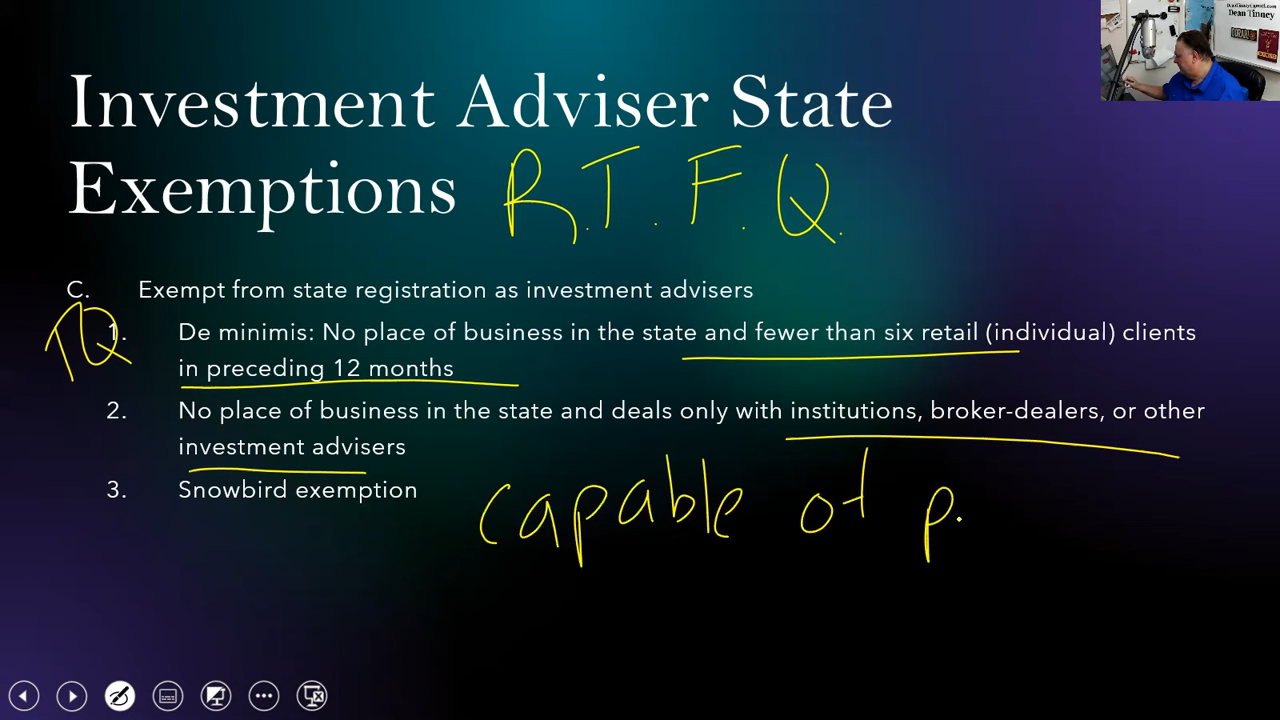 Dean Tinney
Investment Adviser State
Exemptions R.T.F.Q.
C. Exempt from state registration as investment advisers
TQ
1. De minimis: No place of business in the state and fewer than six retail (individual) clients
in preceding 12 months
2. No place of business in the state and deals only with institutions, broker-dealers, or other
investment advisers
3. Snowbird exemption
capable of p